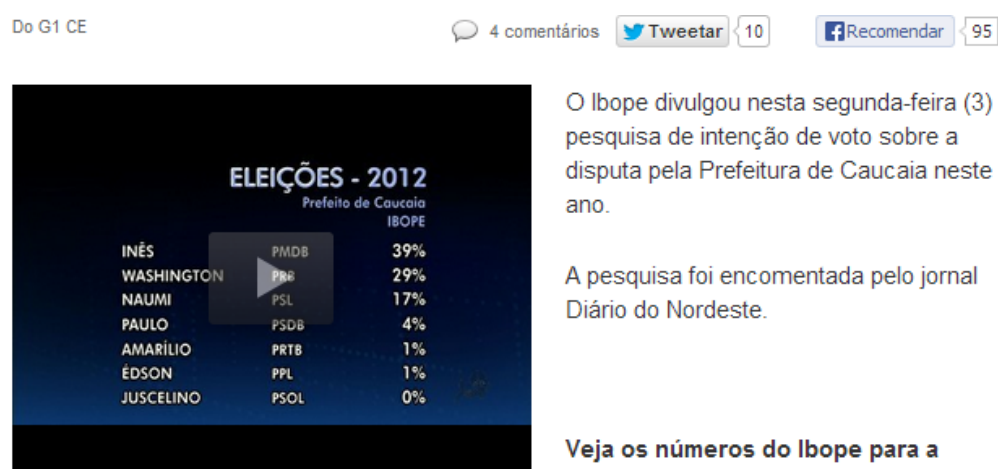 Do G1 CE
4 comentários Tweetar 10 Recomendar 95
ELEIÇÕES - 2012
Prefeito de Caucaia
IBOPE
INÊS PMDB 39%
WASHINGTON PRB 29%
NAUMI PSL 17%
PAULO PSDB 4%
AMARÍLIO PRTB 1%
ÉDSON PPL 1%
JUSCELINO PSOL 0%
O Ibope divulgou nesta segunda-feira (3)
pesquisa de intenção de voto sobre a
disputa pela Prefeitura de Caucaia neste
ano.
A pesquisa foi encomentada pelo jornal
Diário do Nordeste.
Veja os números do Ibope para a